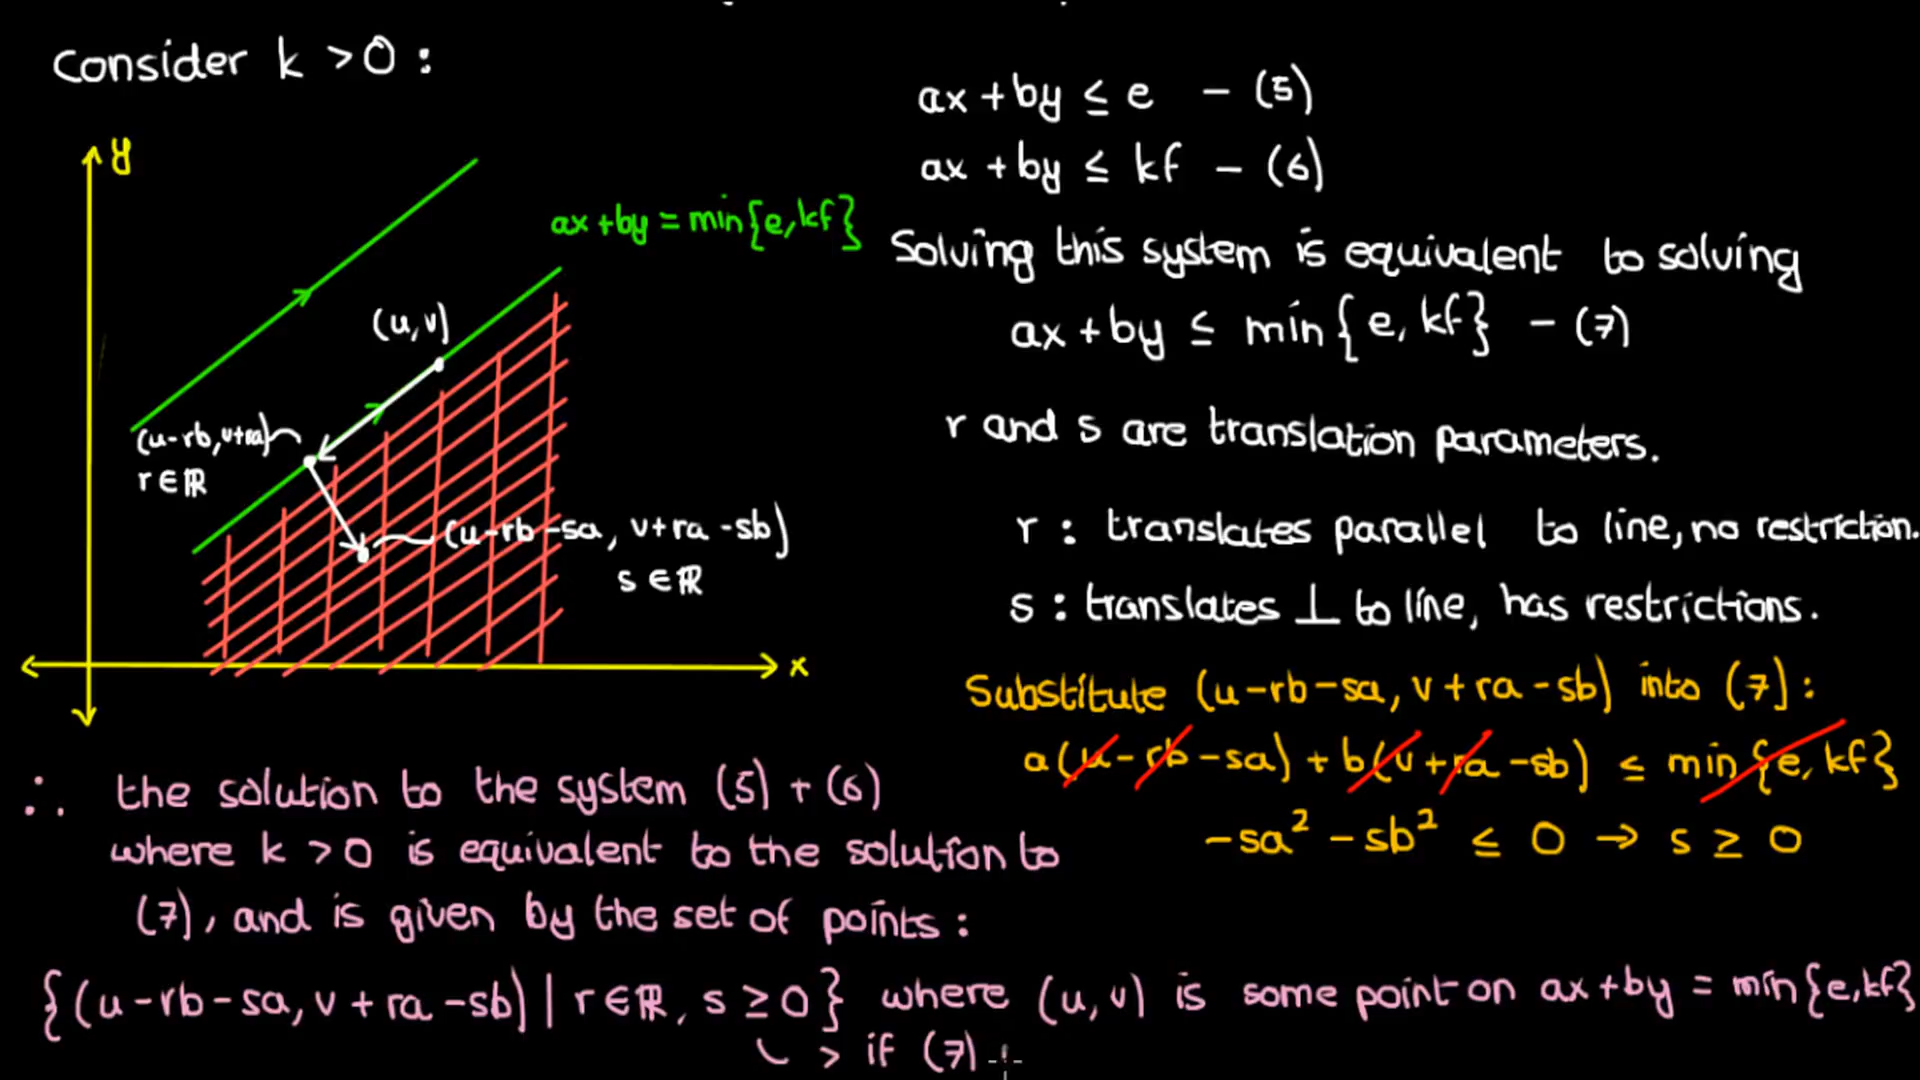 Consider k > 0 :
y
ax + by = min{e, kf}
(u, v)
(u-rb, v+ra)
r ∈ ℝ
(u-rb-sa, v+ra-sb)
s ∈ ℝ
x
ax + by ≤ e - (5)
ax + by ≤ kf - (6)
Solving this system is equivalent to solving
ax + by ≤ min{e, kf} - (7)
r and s are translation parameters.
r : translates parallel to line, no restriction.
s : translates ⊥ to line, has restrictions.
Substitute (u-rb-sa, v+ra-sb) into (7) :
a(u-rb-sa) + b(v+ra-sb) ≤ min{e, kf}
-sa² - sb² ≤ 0 → s ≥ 0
∴ the solution to the system (5) + (6)
where k > 0 is equivalent to the solution to
(7), and is given by the set of points :
{(u-rb-sa, v+ra-sb) | r∈ℝ, s ≥ 0} where (u, v) is some point on ax+by = min{e, kf}
> if (7)